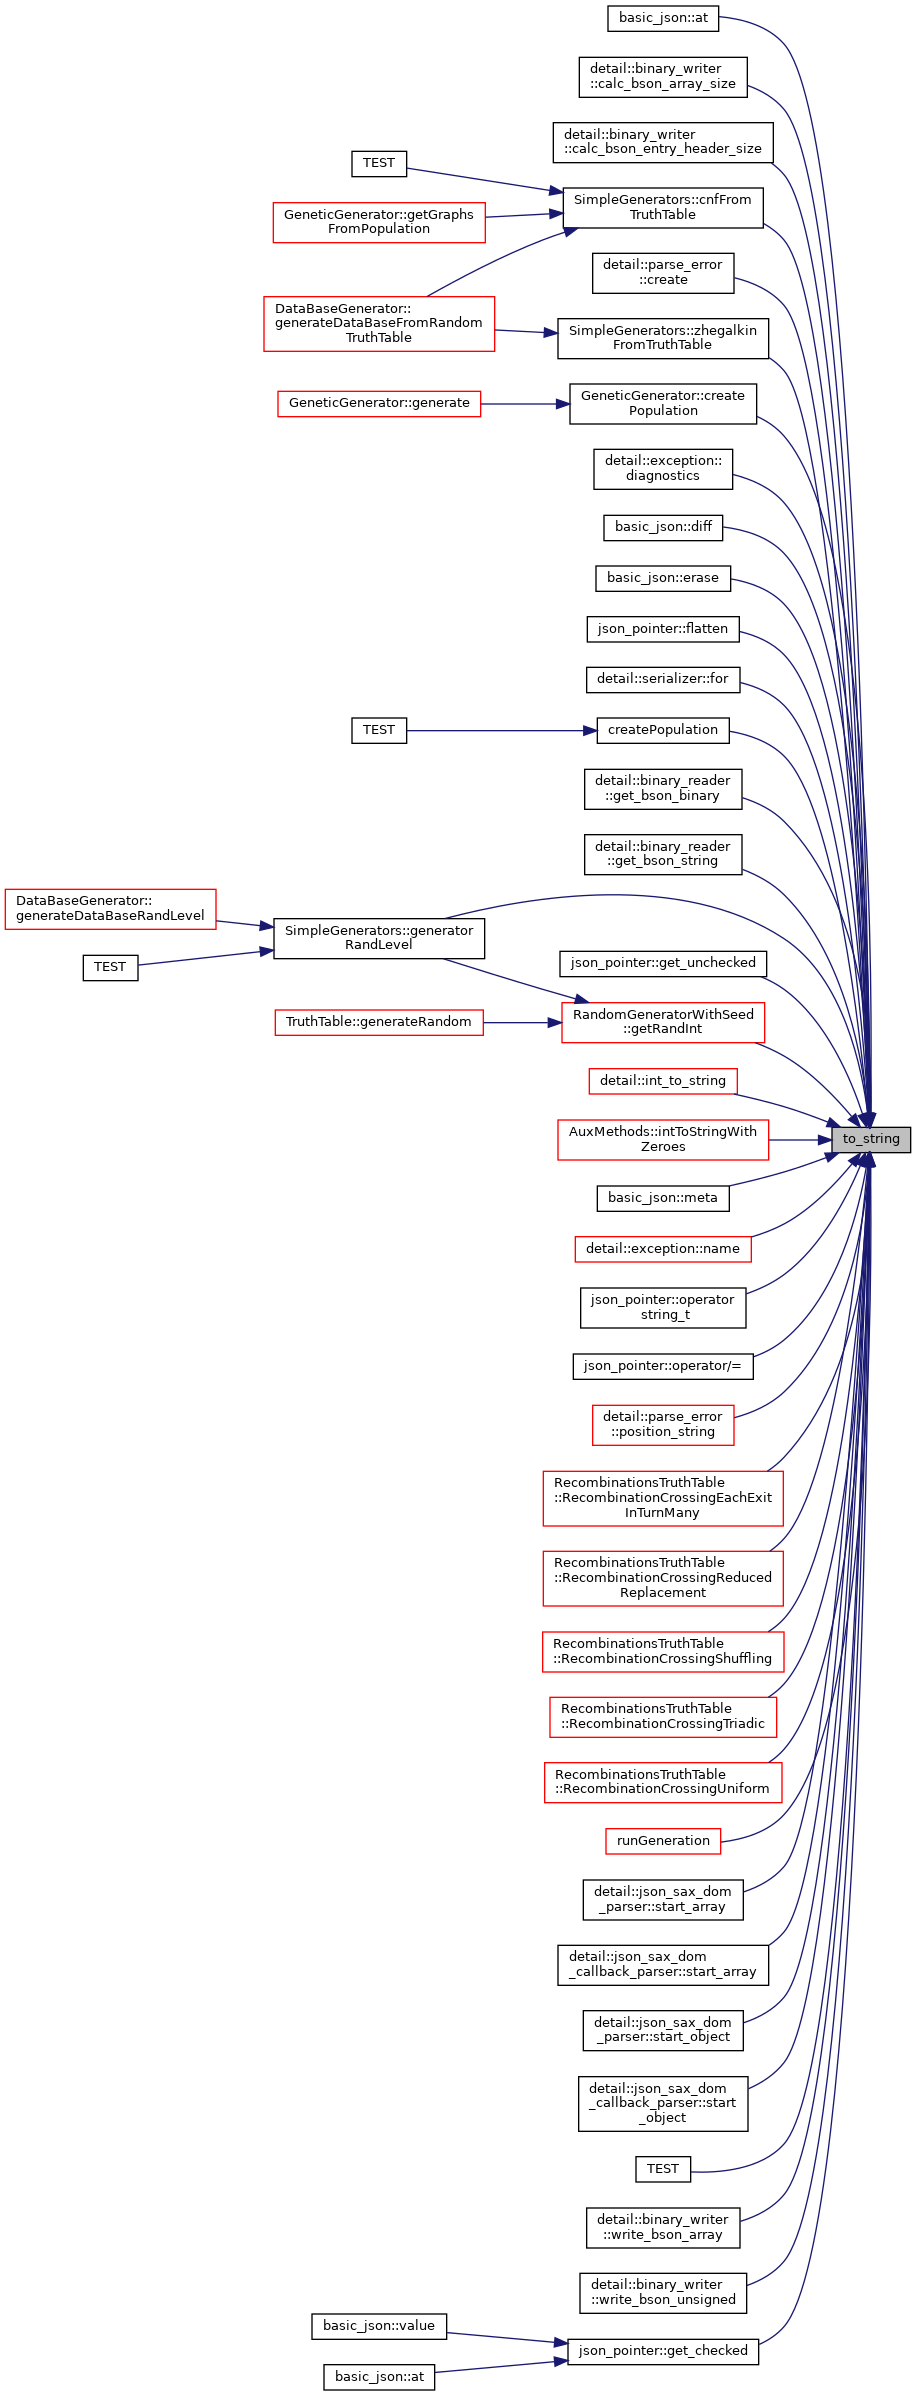 basic_json::at
detail::binary_writer
::calc_bson_array_size
detail::binary_writer
::calc_bson_entry_header_size
TEST
SimpleGenerators::cnfFrom
TruthTable
GeneticGenerator::getGraphs
FromPopulation
detail::parse_error
::create
DataBaseGenerator::
generateDataBaseFromRandom
TruthTable
SimpleGenerators::zhegalkin
FromTruthTable
GeneticGenerator::generate
GeneticGenerator::create
Population
detail::exception::
diagnostics
basic_json::diff
basic_json::erase
json_pointer::flatten
detail::serializer::for
TEST
createPopulation
detail::binary_reader
::get_bson_binary
detail::binary_reader
::get_bson_string
DataBaseGenerator::
generateDataBaseRandLevel
SimpleGenerators::generator
RandLevel
TEST
json_pointer::get_unchecked
TruthTable::generateRandom
RandomGeneratorWithSeed
::getRandInt
detail::int_to_string
to_string
AuxMethods::intToStringWith
Zeroes
basic_json::meta
detail::exception::name
json_pointer::operator
string_t
json_pointer::operator/=
detail::parse_error
::position_string
RecombinationsTruthTable
::RecombinationCrossingEachExit
InTurnMany
RecombinationsTruthTable
::RecombinationCrossingReduced
Replacement
RecombinationsTruthTable
::RecombinationCrossingShuffling
RecombinationsTruthTable
::RecombinationCrossingTriadic
RecombinationsTruthTable
::RecombinationCrossingUniform
runGeneration
detail::json_sax_dom
_parser::start_array
detail::json_sax_dom
_callback_parser::start_array
detail::json_sax_dom
_parser::start_object
detail::json_sax_dom
_callback_parser::start
_object
TEST
detail::binary_writer
::write_bson_array
detail::binary_writer
::write_bson_unsigned
basic_json::value
json_pointer::get_checked
basic_json::at